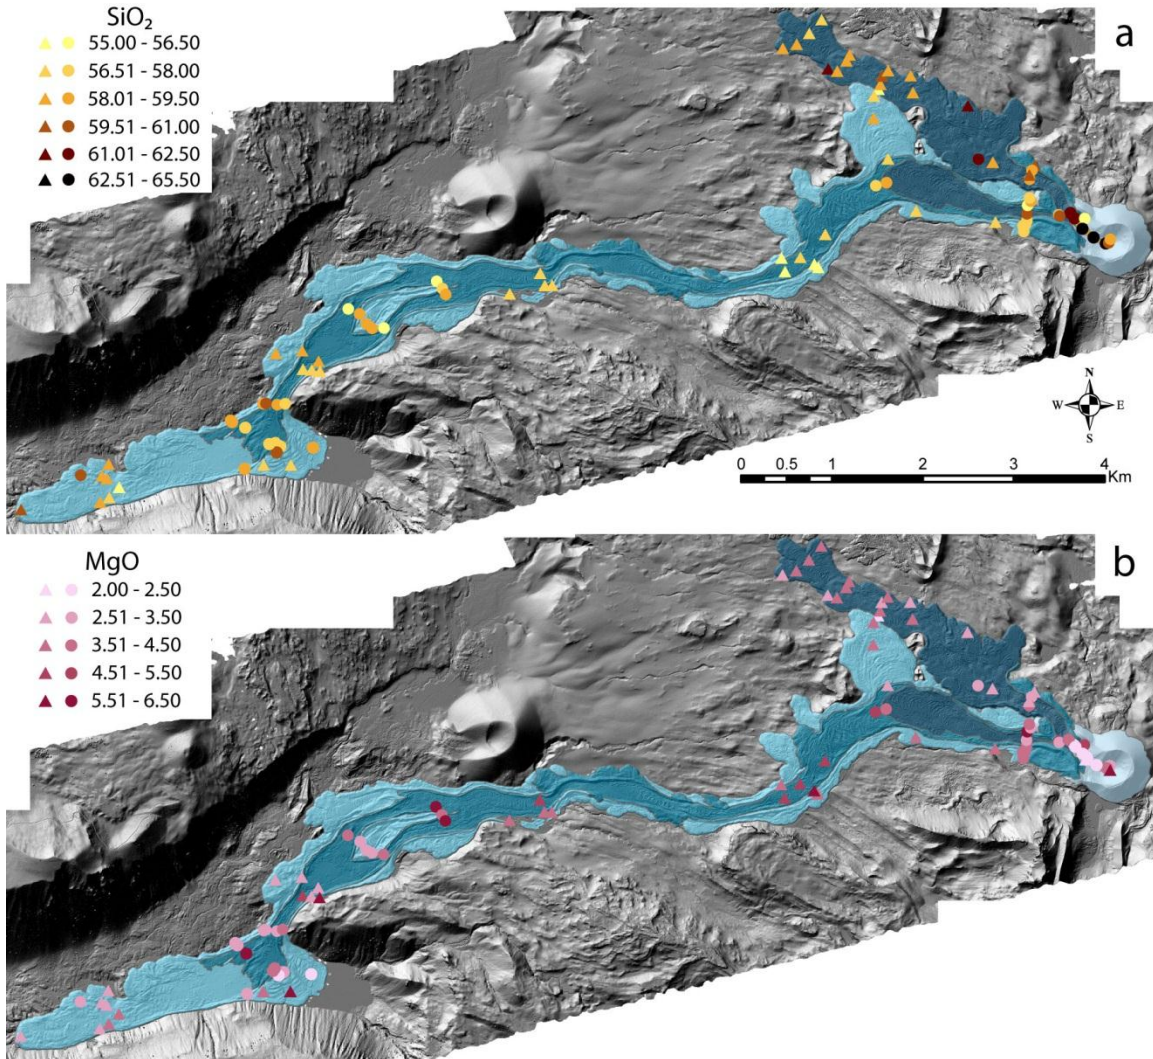 SiO₂
55.00 - 56.50
56.51 - 58.00
58.01 - 59.50
59.51 - 61.00
61.01 - 62.50
62.51 - 65.50
a
N
W E
S
0 0.5 1 2 3 4 Km
MgO
2.00 - 2.50
2.51 - 3.50
3.51 - 4.50
4.51 - 5.50
5.51 - 6.50
b